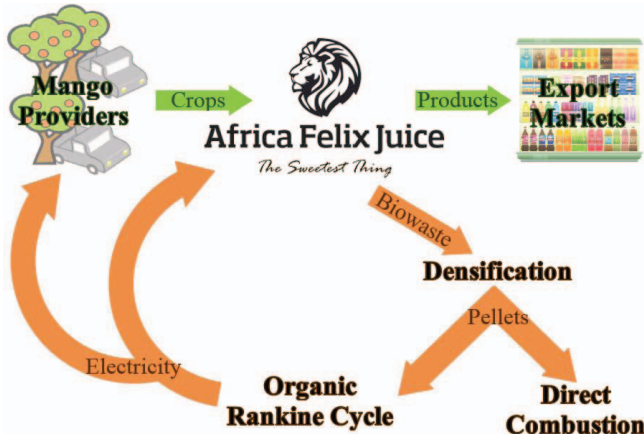 Mango
Providers
Crops
Africa Felix Juice
The Sweetest Thing
Products
Export
Markets
Biowaste
Densification
Pellets
Electricity
Organic
Rankine Cycle
Direct
Combustion